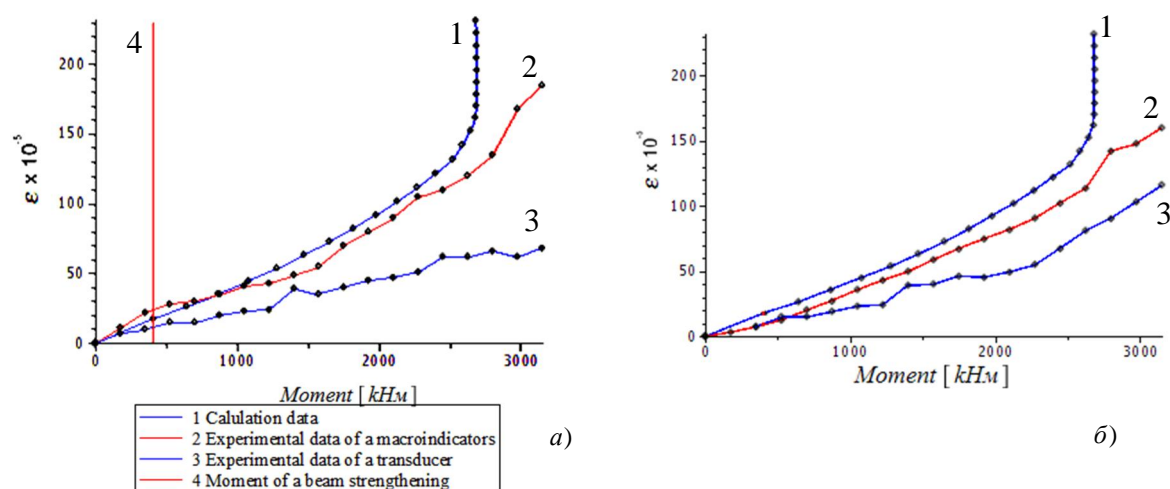 4
1
2
3
200
150
100
50
0
ε x 10⁻⁵
0
1000
2000
3000
Moment [ kHм ]
1 Calulation data
2 Experimental data of a macroindicators
3 Experimental data of a transducer
4 Moment of a beam strengthening
а)
1
2
3
200
150
100
50
0
ε x 10⁻⁵
0
1000
2000
3000
Moment [ kHм ]
б)